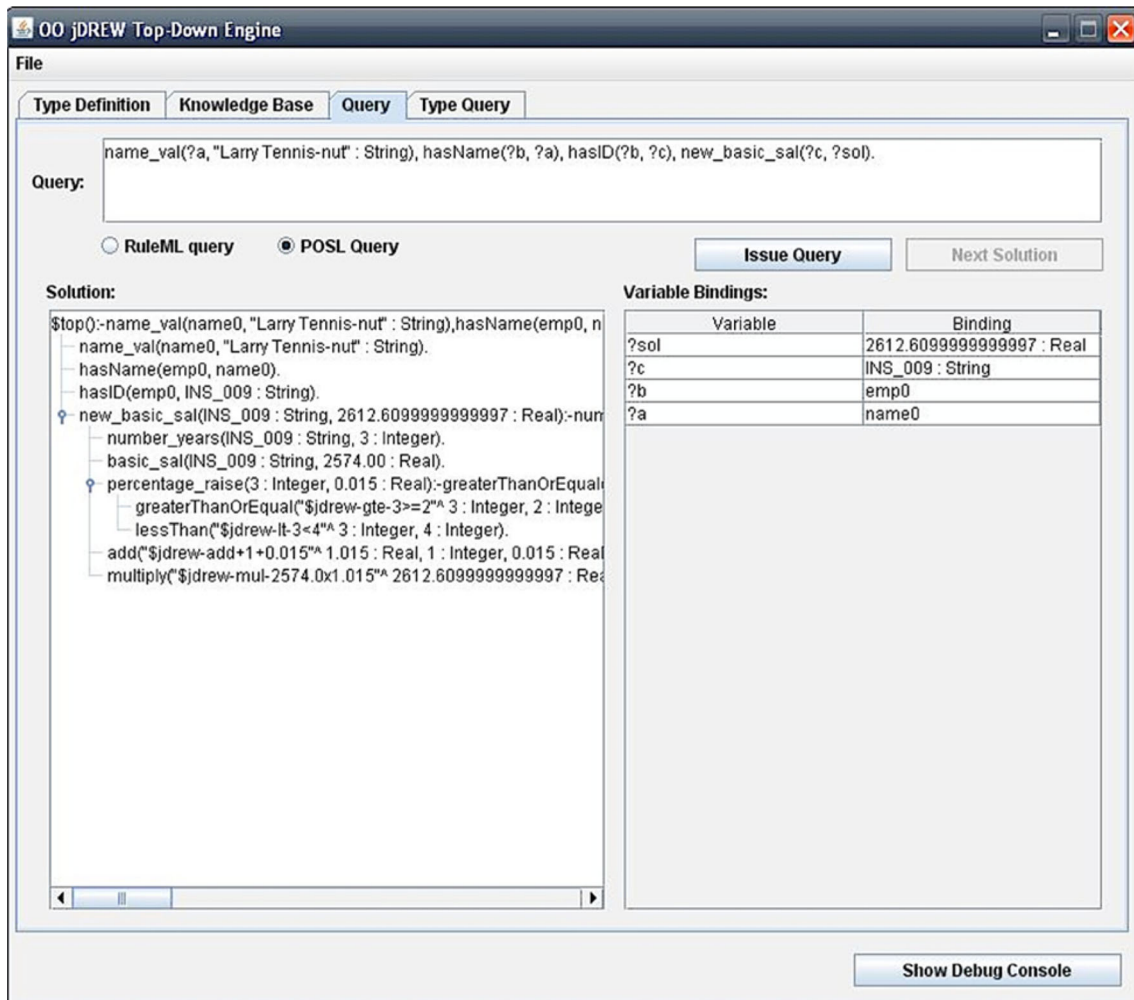 OO jDREW Top-Down Engine
File
Type Definition
Knowledge Base
Query
Type Query
Query:
name_val(?a, "Larry Tennis-nut" : String), hasName(?b, ?a), hasID(?b, ?c), new_basic_sal(?c, ?sol).
RuleML query
POSL Query
Issue Query
Next Solution
Solution:
$top():-name_val(name0, "Larry Tennis-nut" : String),hasName(emp0, n
name_val(name0, "Larry Tennis-nut" : String).
hasName(emp0, name0).
hasID(emp0, INS_009 : String).
new_basic_sal(INS_009 : String, 2612.6099999999997 : Real):-num
number_years(INS_009 : String, 3 : Integer).
basic_sal(INS_009 : String, 2574.00 : Real).
percentage_raise(3 : Integer, 0.015 : Real):-greaterThanOrEqual(
greaterThanOrEqual("$jdrew-gte-3>=2"^ 3 : Integer, 2 : Intege
lessThan("$jdrew-lt-3<4"^ 3 : Integer, 4 : Integer).
add("$jdrew-add+1+0.015"^ 1.015 : Real, 1 : Integer, 0.015 : Real
multiply("$jdrew-mul-2574.0x1.015"^ 2612.6099999999997 : Rea
Variable Bindings:
Variable Binding
?sol 2612.6099999999997 : Real
?c INS_009 : String
?b emp0
?a name0
Show Debug Console